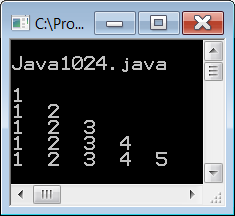 C:\Pro...
Java1024.java
1
1 2
1 2 3
1 2 3 4
1 2 3 4 5